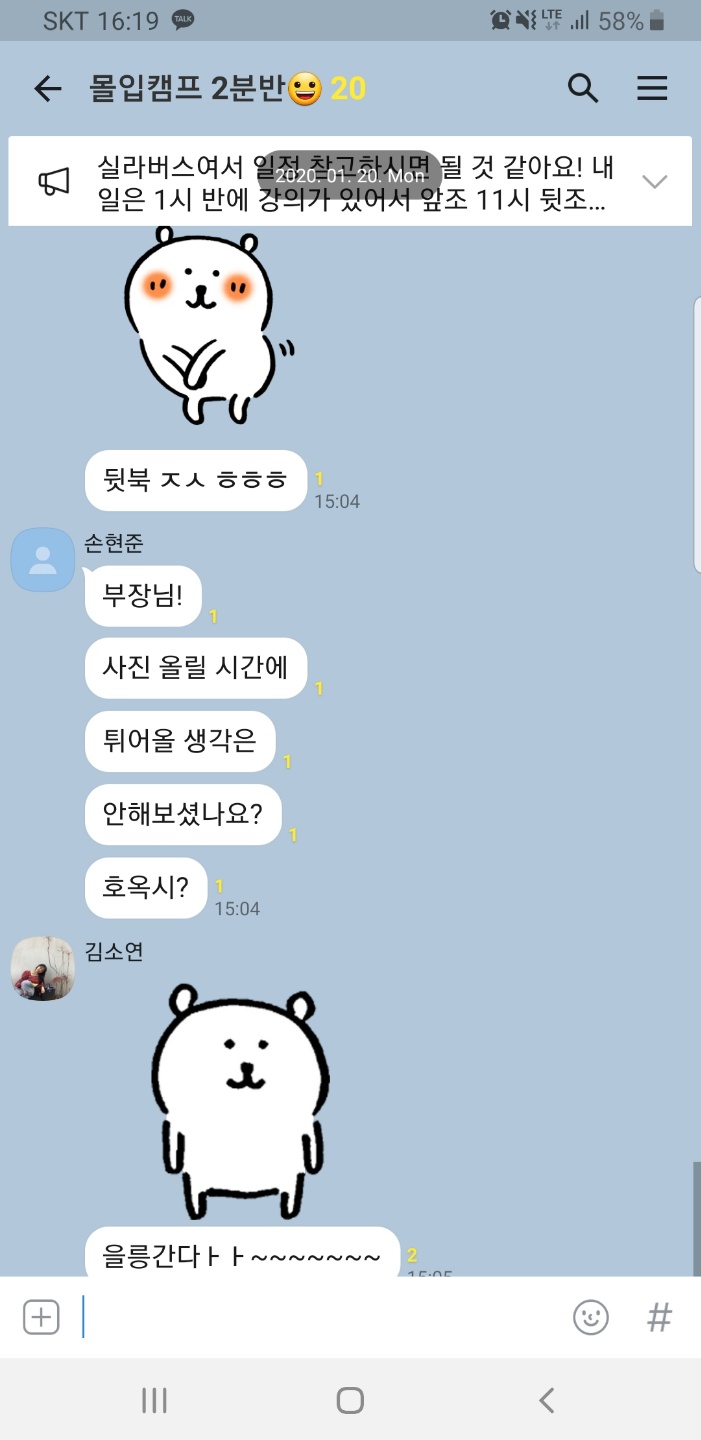 SKT 16:19 TALK LTE 58%
몰입캠프 2분반😀 20
실라버스여서 일정 참고하시면 될 것 같아요! 내
2020. 01. 20. Mon
일은 1시 반에 강의가 있어서 앞조 11시 뒷조...
뒷북 ㅈㅅ ㅎㅎㅎ 1
15:04
손현준
부장님! 1
사진 올릴 시간에 1
튀어올 생각은 1
안해보셨나요? 1
호옥시? 1
15:04
김소연
을릉간다ㅏㅏ~~~~~~~ 2
15:05
#